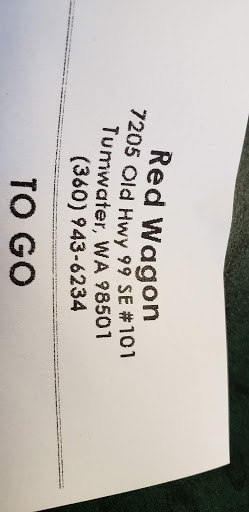 Red Wagon
7205 Old Hwy 99 SE #101
Tumwater, WA 98501
(360) 943-6234
TO GO